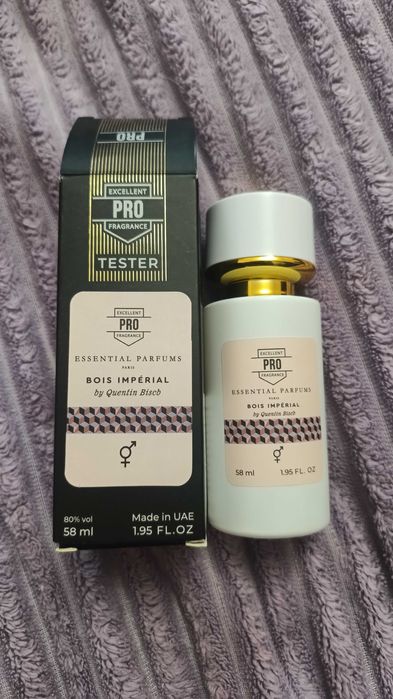 PRO
EXCELLENT
PRO
FRAGRANCE
TESTER
EXCELLENT
PRO
FRAGRANCE
ESSENTIAL PARFUMS
PARIS
BOIS IMPÉRIAL
by Quentin Bisch
80% vol
58 ml
Made in UAE
1.95 FL.OZ
EXCELLENT
PRO
FRAGRANCE
ESSENTIAL PARFUMS
PARIS
BOIS IMPÉRIAL
by Quentin Bisch
58 ml 1.95 FL. OZ